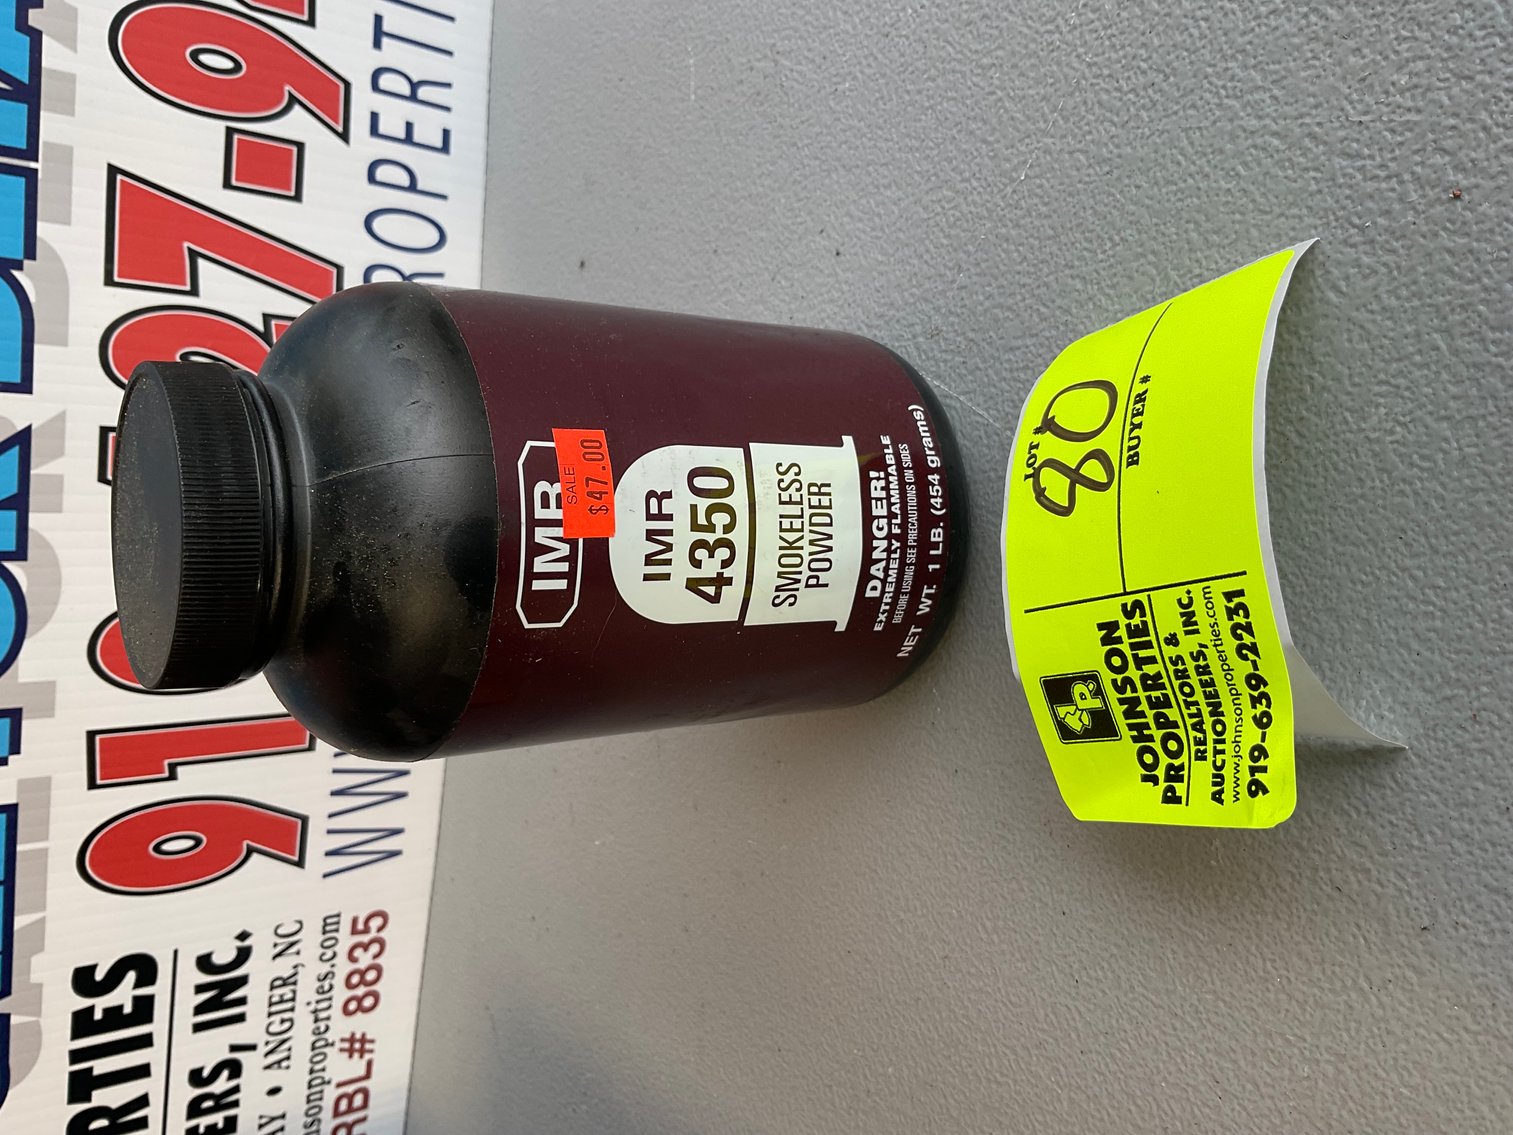 IMR
SALE
$47.00
IMR
4350
SMOKELESS
POWDER
DANGER!
EXTREMELY FLAMMABLE
BEFORE USING SEE PRECAUTIONS ON SIDES
NET WT. 1 LB. (454 grams)
LOT #
80
BUYER #
JOHNSON
PROPERTIES
REALTORS &
AUCTIONEERS, INC.
www.johnsonproperties.com
919-639-2231
RTIES
ERS, INC.
AY • ANGIER, NC
nsonproperties.com
RBL# 8835